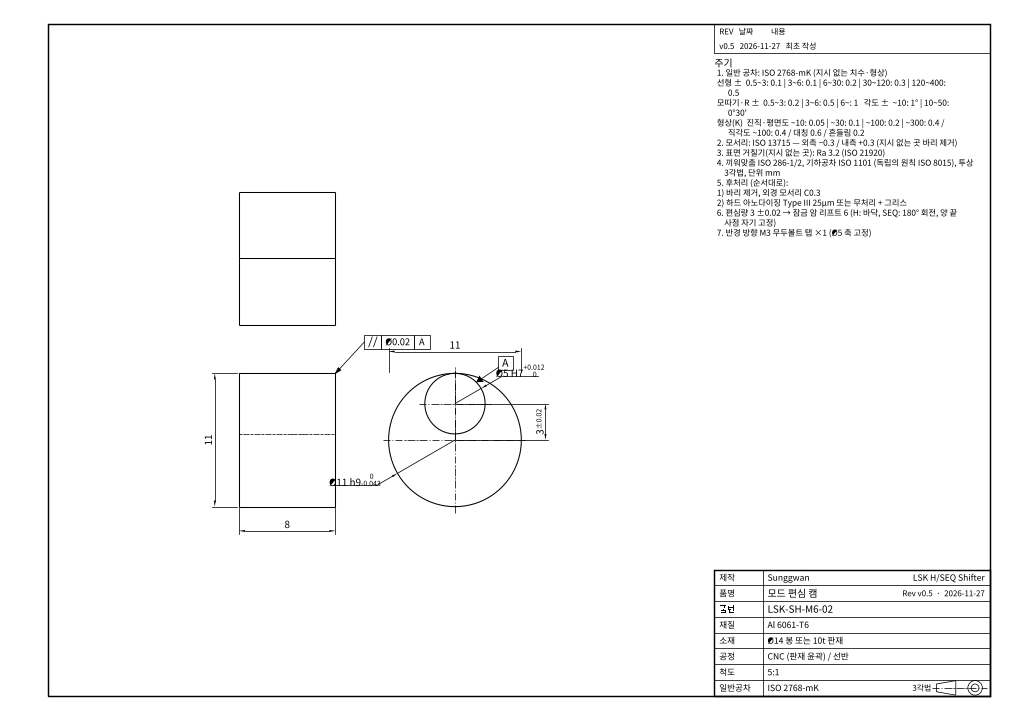 REV 날짜 내용
v0.5 2026-11-27 최초 작성
주기
1. 일반 공차: ISO 2768-mK (지시 없는 치수·형상)
선형 ± 0.5~3: 0.1 | 3~6: 0.1 | 6~30: 0.2 | 30~120: 0.3 | 120~400:
0.5
모따기·R ± 0.5~3: 0.2 | 3~6: 0.5 | 6~: 1 각도 ± ~10: 1° | 10~50:
0°30′
형상(K) 진직·평면도 ~10: 0.05 | ~30: 0.1 | ~100: 0.2 | ~300: 0.4 /
직각도 ~100: 0.4 / 대칭 0.6 / 흔들림 0.2
2. 모서리: ISO 13715 — 외측 −0.3 / 내측 +0.3 (지시 없는 곳 바리 제거)
3. 표면 거칠기(지시 없는 곳): Ra 3.2 (ISO 21920)
4. 끼워맞춤 ISO 286-1/2, 기하공차 ISO 1101 (독립의 원칙 ISO 8015), 투상
3각법, 단위 mm
5. 후처리 (순서대로):
1) 바리 제거, 외경 모서리 C0.3
2) 하드 아노다이징 Type III 25μm 또는 무처리 + 그리스
6. 편심량 3 ±0.02 → 잠금 암 리프트 6 (H: 바닥, SEQ: 180° 회전, 양 끝
사점 자기 고정)
7. 반경 방향 M3 무두볼트 탭 ×1 (⌀5 축 고정)
// ⌀0.02 A
11
A
⌀5 H7 +0.012 0
3±0.02
11
⌀11 h9 0 -0.043
8
제작 Sunggwan LSK H/SEQ Shifter
품명 모드 편심 캠 Rev v0.5 · 2026-11-27
품번 LSK-SH-M6-02
재질 Al 6061-T6
소재 ⌀14 봉 또는 10t 판재
공정 CNC (판재 윤곽) / 선반
척도 5:1
일반공차 ISO 2768-mK 3각법